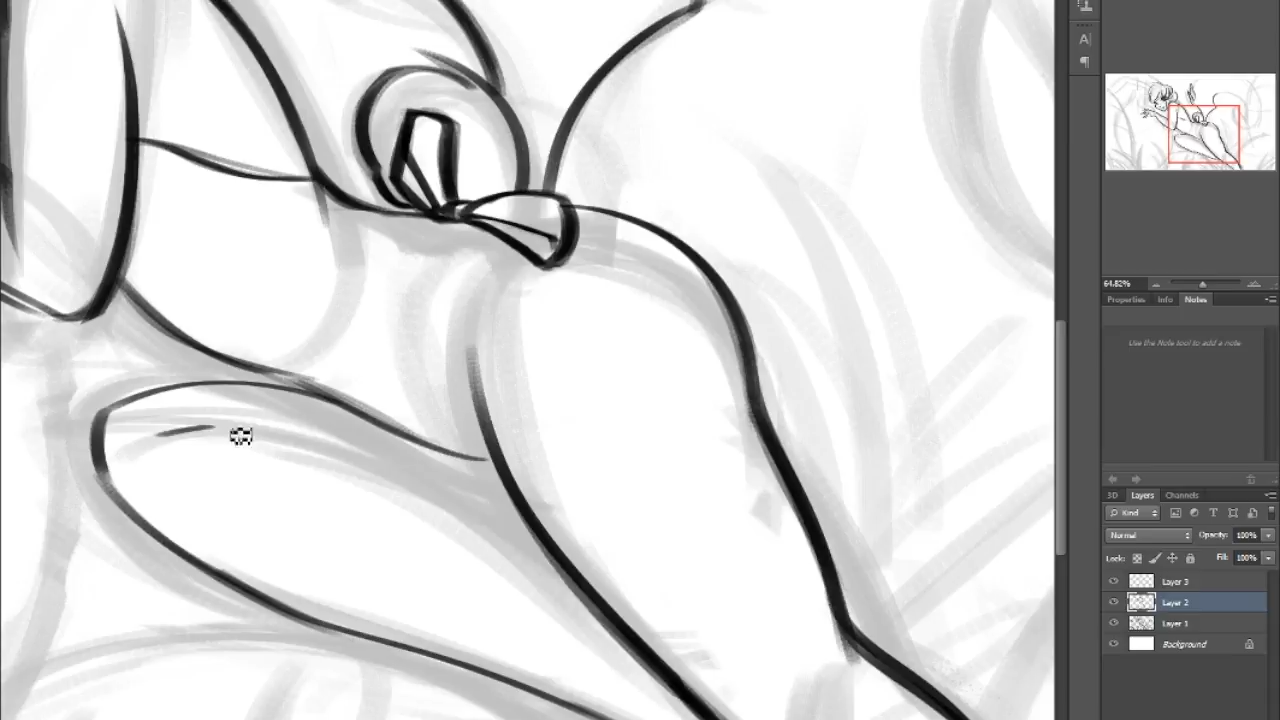 A|
64.82%
Properties Info Notes
Use the Note tool to add a note
3D Layers Channels
Kind
Normal Opacity: 100%
Lock: Fill: 100%
Layer 3
Layer 2
Layer 1
Background